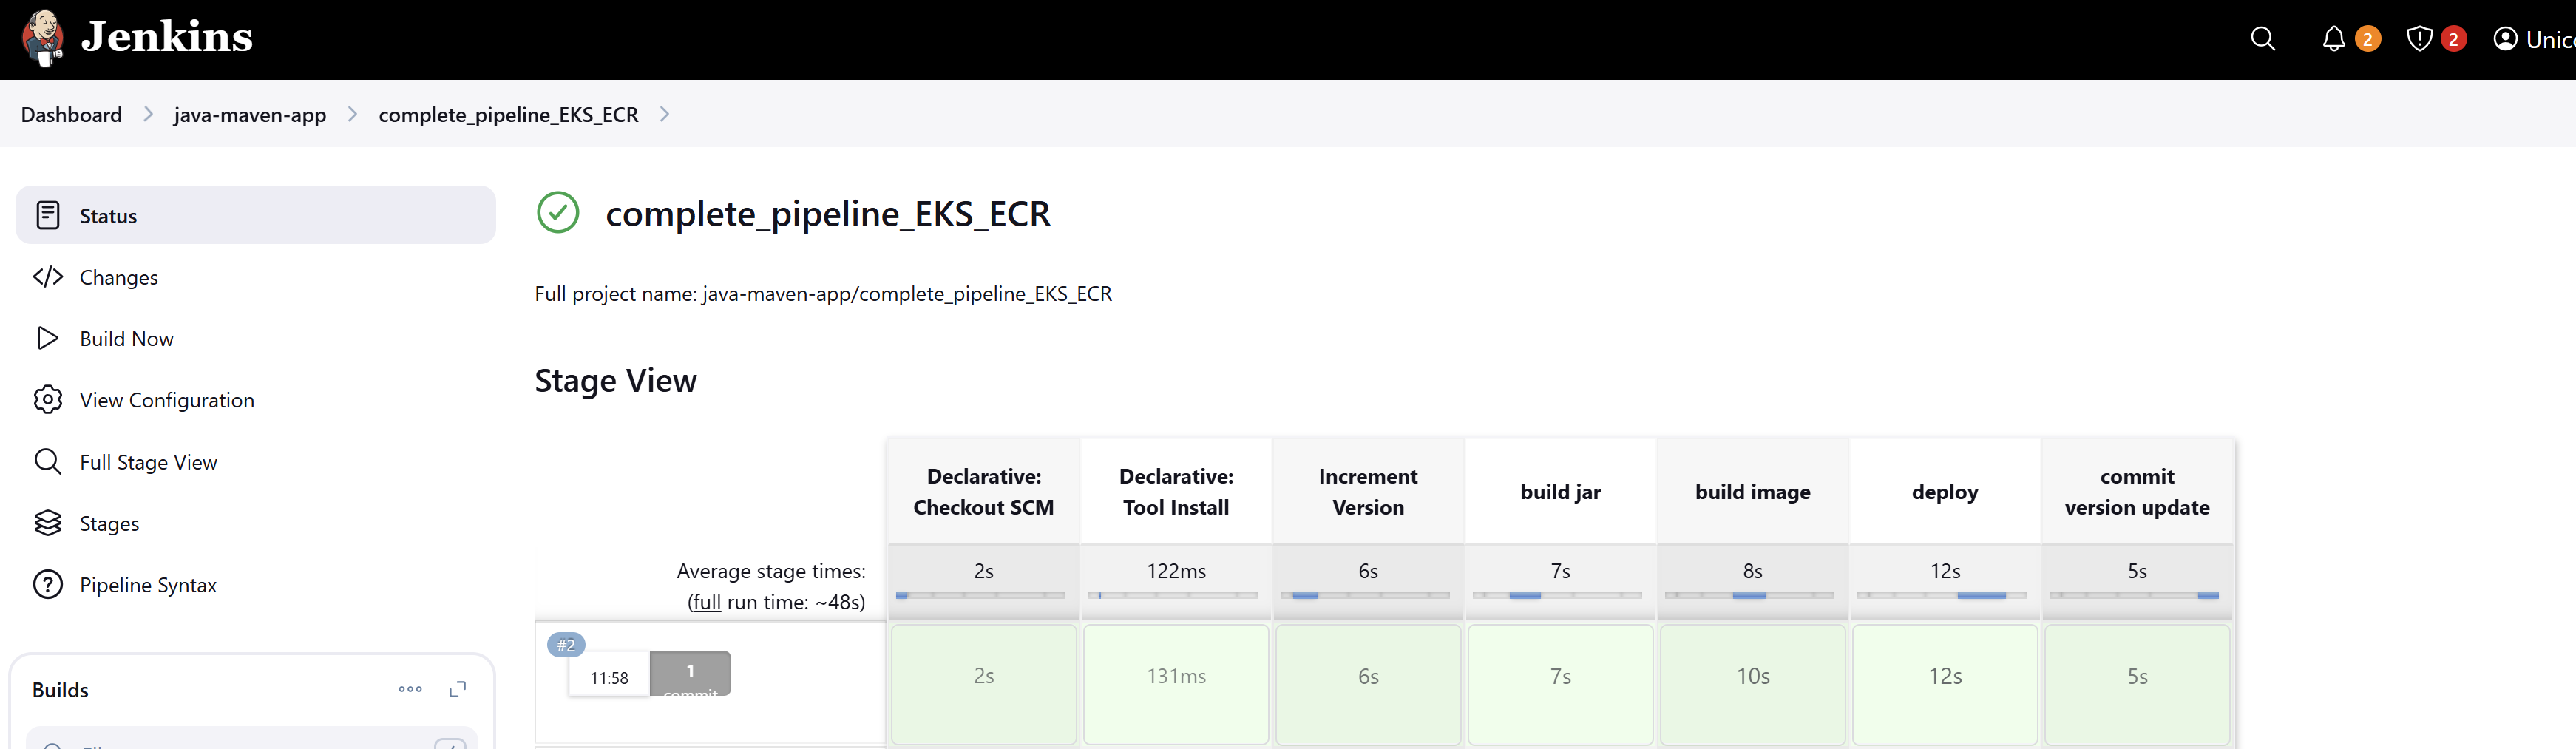 Jenkins
2
2
Dashboard
java-maven-app
complete_pipeline_EKS_ECR
Status
Changes
Build Now
View Configuration
Full Stage View
Stages
Pipeline Syntax
Builds
complete_pipeline_EKS_ECR
Full project name: java-maven-app/complete_pipeline_EKS_ECR
Stage View
Declarative:
Checkout SCM
Declarative:
Tool Install
Increment
Version
build jar
build image
deploy
commit
version update
Average stage times:
(full run time: ~48s)
2s
122ms
6s
7s
8s
12s
5s
#2
11:58
1
commit
2s
131ms
6s
7s
10s
12s
5s